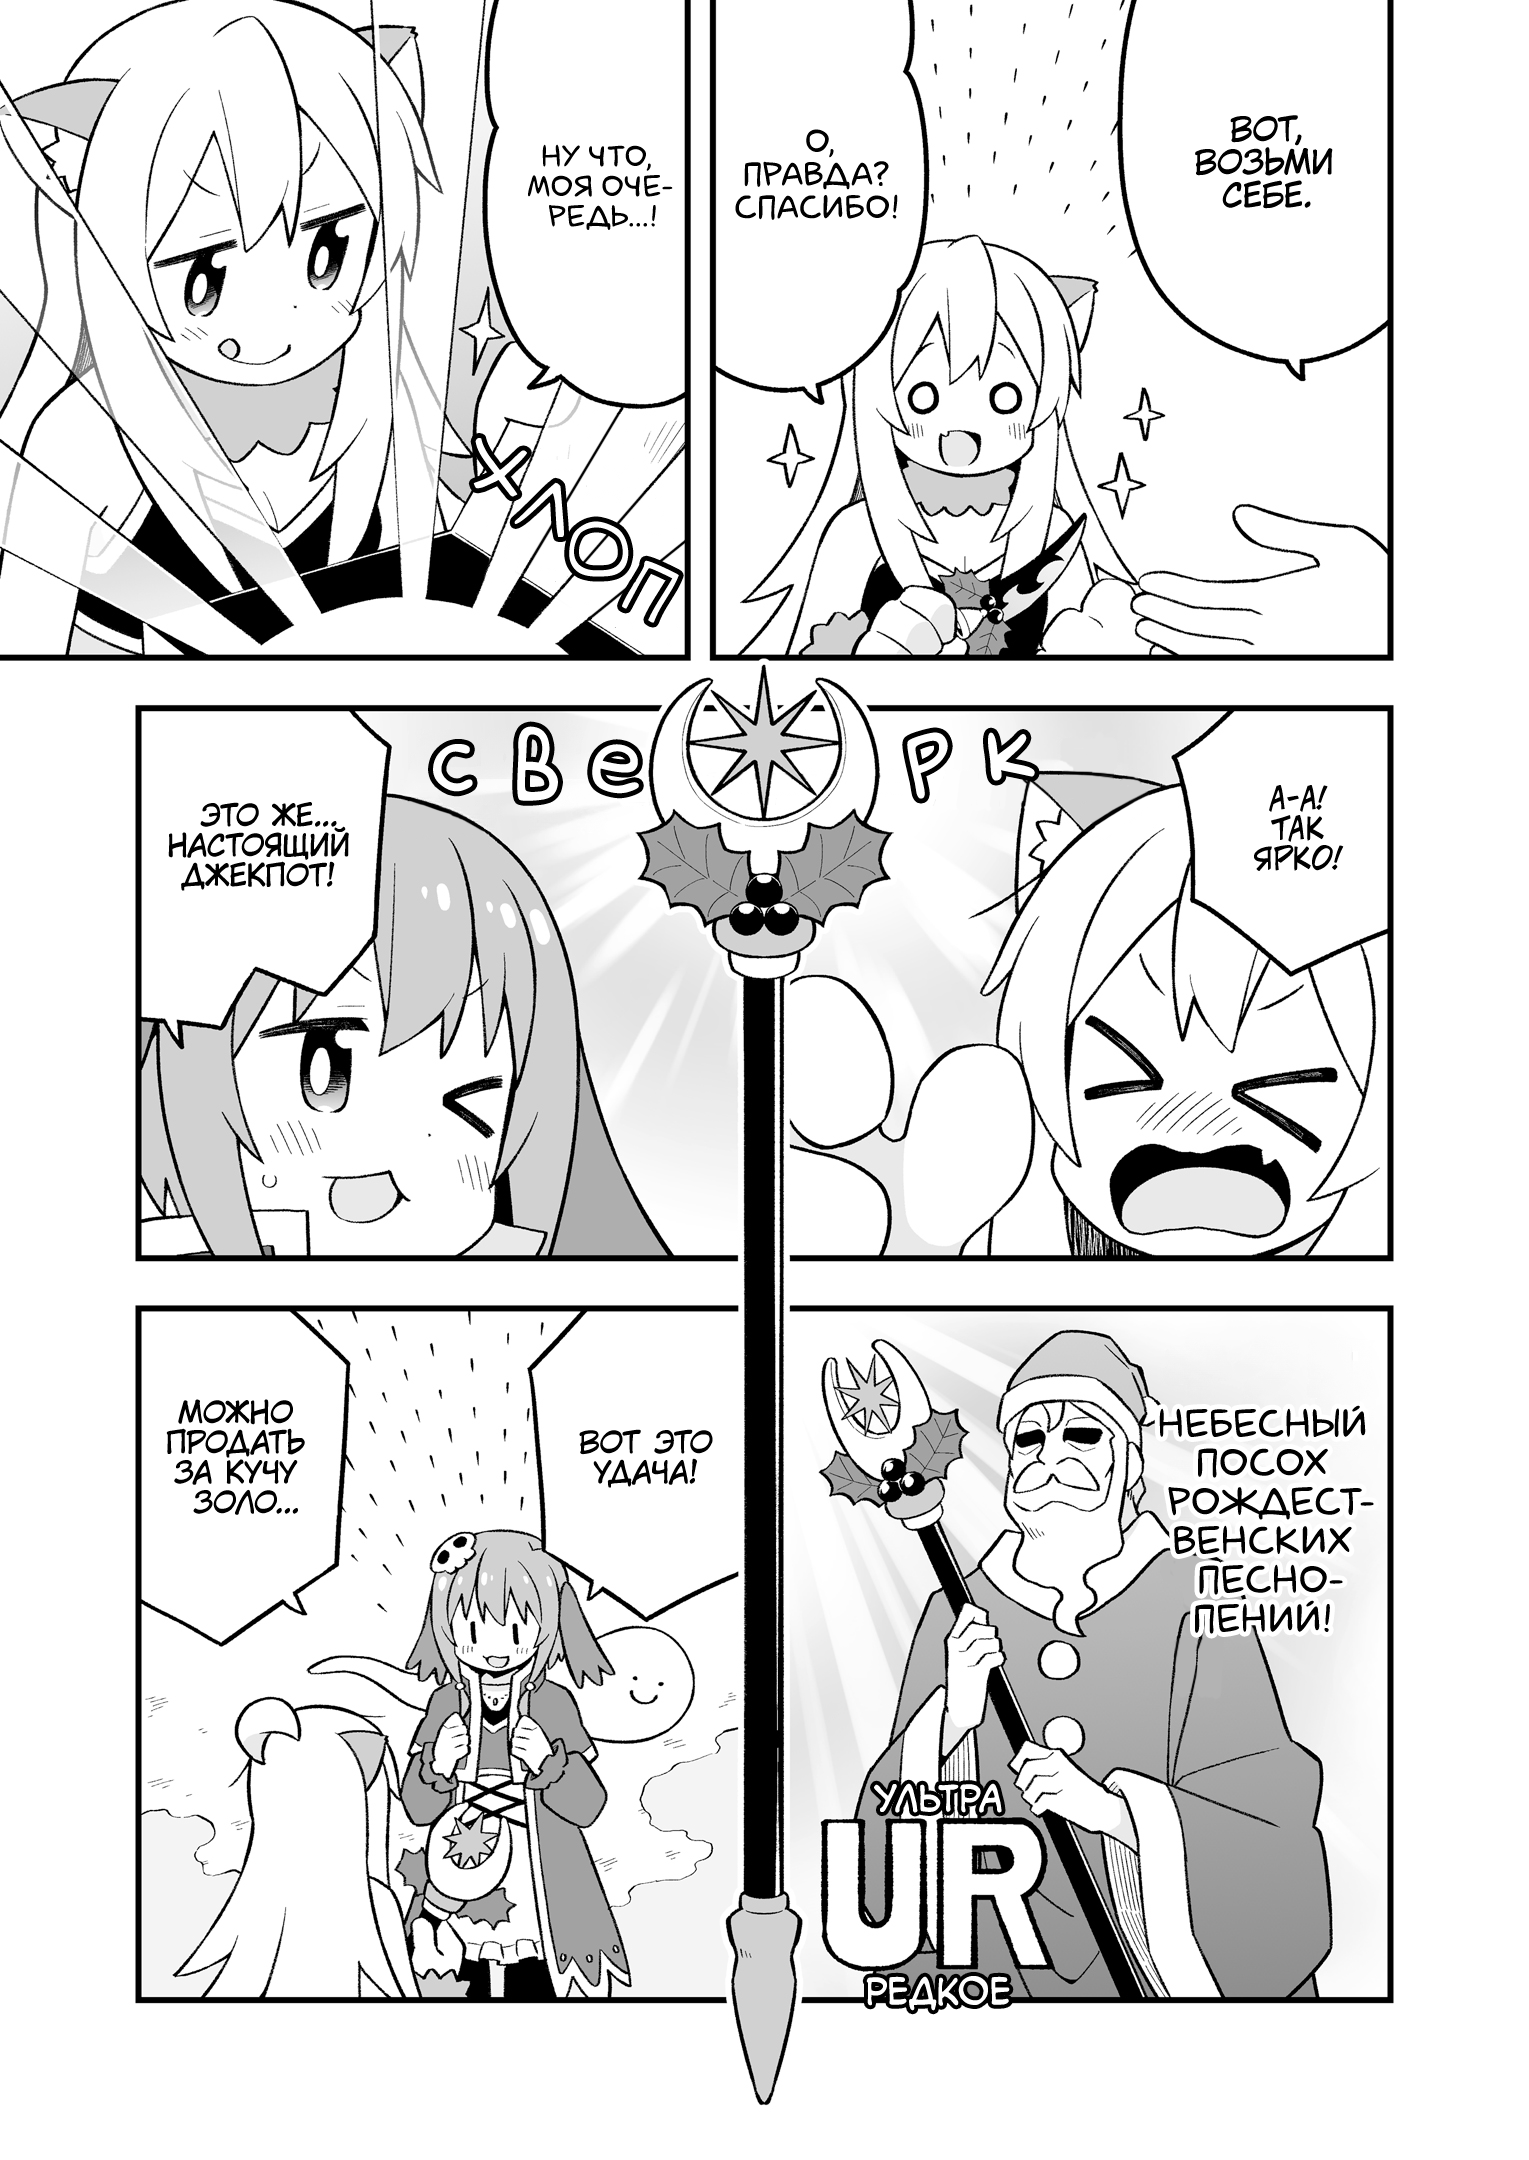 ВОТ,
ВОЗЬМИ
СЕБЕ.
О,
ПРАВДА?
СПАСИБО!
НУ ЧТО,
МОЯ ОЧЕ-
РЕДЬ...!
ХЛОП
СВЕРК
А-А!
ТАК
ЯРКО!
ЭТО ЖЕ...
НАСТОЯЩИЙ
ДЖЕКПОТ!
НЕБЕСНЫЙ
ПОСОХ
РОЖДЕСТ-
ВЕНСКИХ
ПЕСНО-
ПЕНИЙ!
УЛЬТРА
UR
РЕДКОЕ
ВОТ ЭТО
УДАЧА!
МОЖНО
ПРОДАТЬ
ЗА КУЧУ
ЗОЛО...